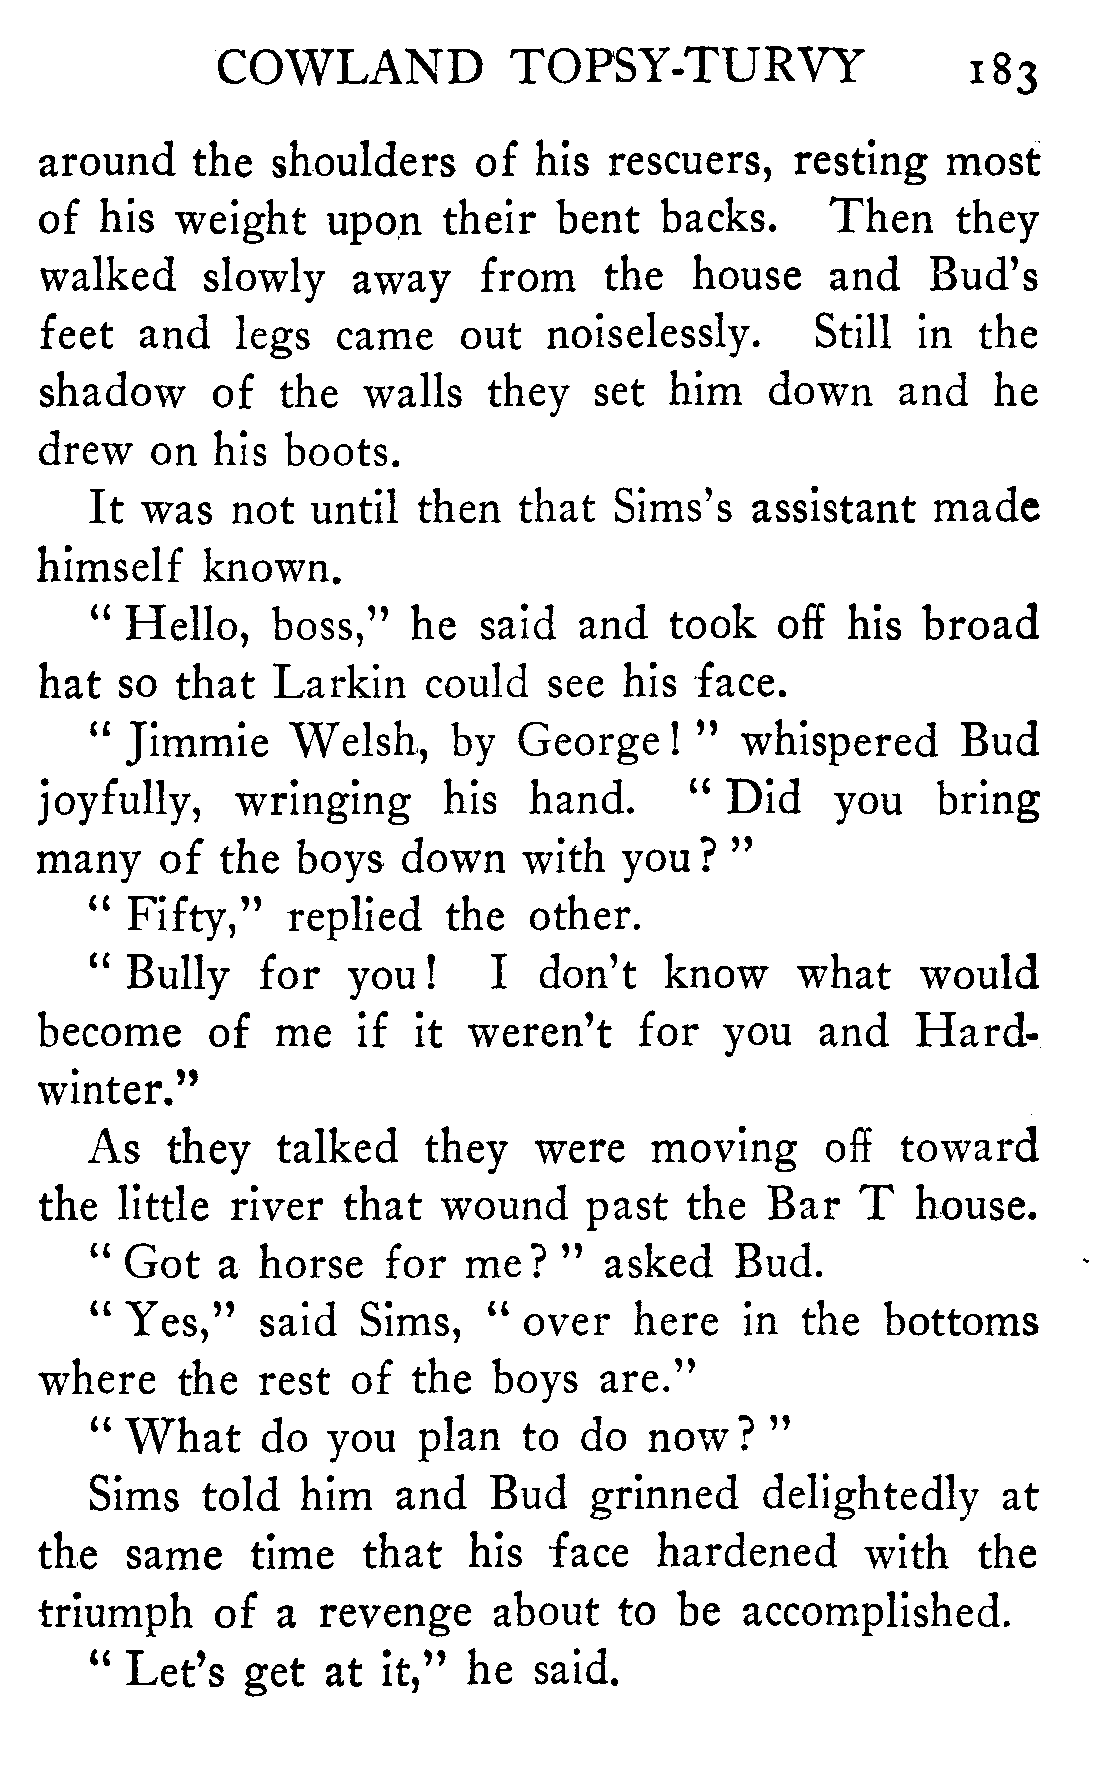 COWLAND TOPSY-TURVY 183
around the shoulders of his rescuers, resting most
of his weight upon their bent backs. Then they
walked slowly away from the house and Bud's
feet and legs came out noiselessly. Still in the
shadow of the walls they set him down and he
drew on his boots.
It was not until then that Sims's assistant made
himself known.
" Hello, boss," he said and took off his broad
hat so that Larkin could see his face.
" Jimmie Welsh, by George! " whispered Bud
joyfully, wringing his hand. " Did you bring
many of the boys down with you? "
" Fifty," replied the other.
" Bully for you! I don't know what would
become of me if it weren't for you and Hard-
winter."
As they talked they were moving off toward
the little river that wound past the Bar T house.
" Got a horse for me? " asked Bud.
" Yes," said Sims, " over here in the bottoms
where the rest of the boys are."
" What do you plan to do now? "
Sims told him and Bud grinned delightedly at
the same time that his face hardened with the
triumph of a revenge about to be accomplished.
" Let's get at it," he said.